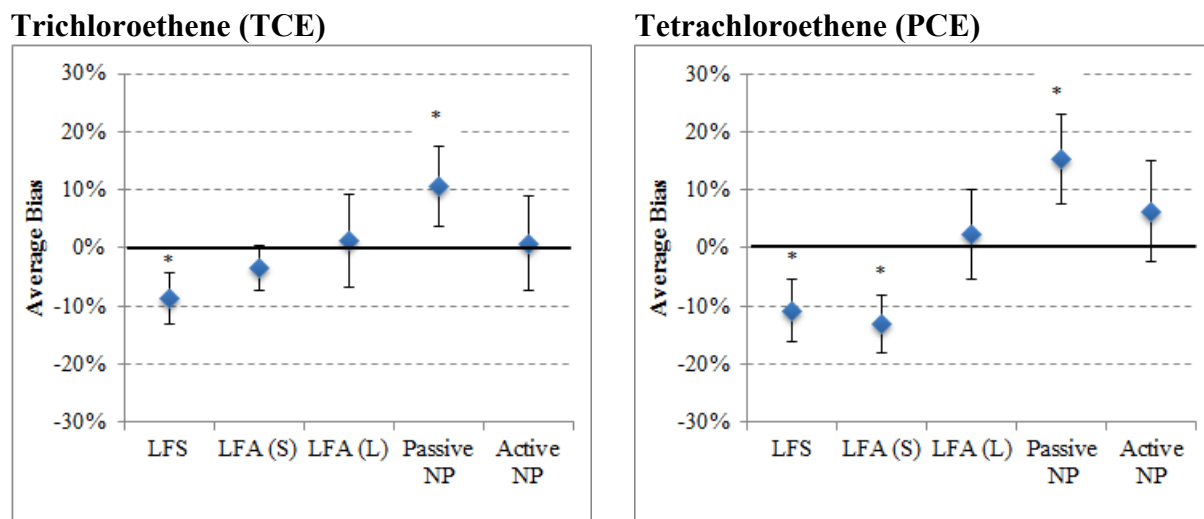 Trichloroethene (TCE)
30%
20%
10%
0%
-10%
-20%
-30%
Average Bias
*
*
LFS
LFA (S)
LFA (L)
Passive
NP
Active
NP
Tetrachloroethene (PCE)
30%
20%
10%
0%
-10%
-20%
-30%
Average Bias
*
*
*
LFS
LFA (S)
LFA (L)
Passive
NP
Active
NP